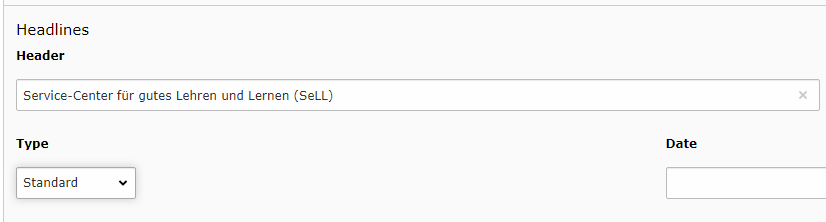 Headlines
Header
Service-Center für gutes Lehren und Lernen (SeLL)
Type
Date
Standard